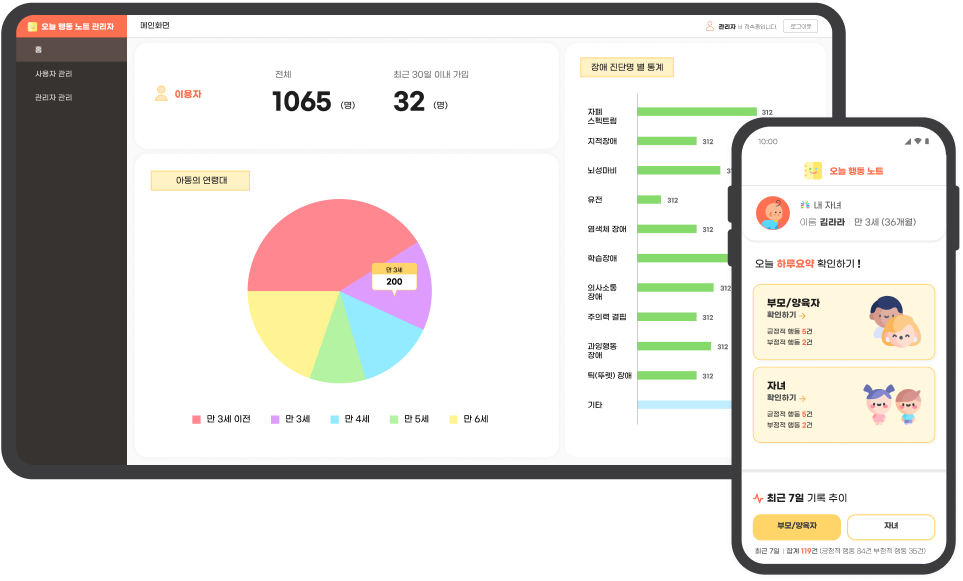 오늘 행동 노트 관리자
메인화면
관리자 님 접속중입니다.
로그아웃
홈
사용자 관리
관리자 관리
이용자
전체
1065 (명)
최근 30일 이내 가입
32 (명)
아동의 연령대
만 3세
200
만 3세 이전
만 3세
만 4세
만 5세
만 6세
장애 진단명 별 통계
자폐
스펙트럼
312
지적장애
312
뇌성마비
유전
312
염색체 장애
312
학습장애
의사소통
장애
312
주의력 결핍
312
과잉행동
장애
312
틱(뚜렛) 장애
312
기타
10:00
오늘 행동 노트
내 자녀
이름 김라라 | 만 3세 (36개월)
오늘 하루요약 확인하기 !
부모/양육자
확인하기 →
긍정적 행동 5건
부정적 행동 2건
자녀
확인하기 →
긍정적 행동 5건
부정적 행동 2건
최근 7일 기록 추이
부모/양육자
자녀
최근 7일 | 합계 119건 (긍정적 행동 84건 부정적 행동 35건)